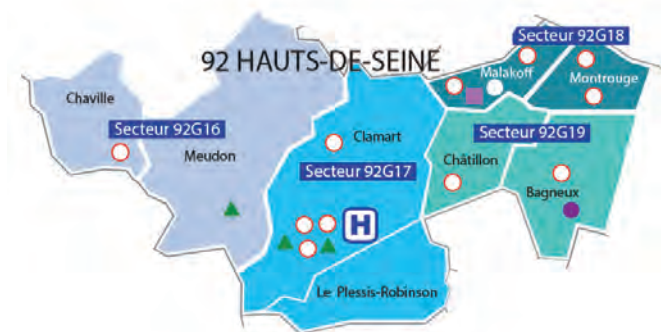 92 HAUTS-DE-SEINE
Secteur 92G18
Malakoff
Montrouge
Chaville
Secteur 92G16
Meudon
Clamart
Secteur 92G17
Secteur 92G19
Châtillon
Bagneux
H
Le Plessis-Robinson